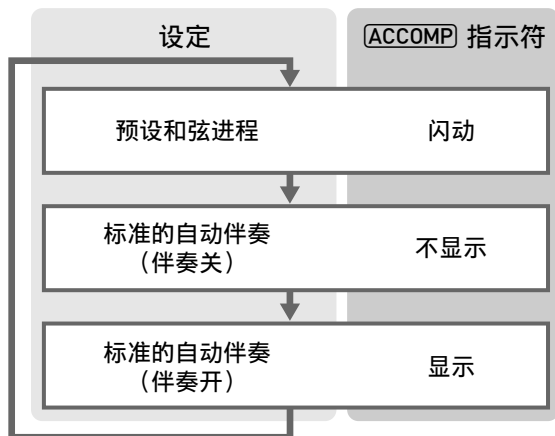 设定
ACCOMP 指示符
预设和弦进程
闪动
标准的自动伴奏
（伴奏关）
不显示
标准的自动伴奏
（伴奏开）
显示